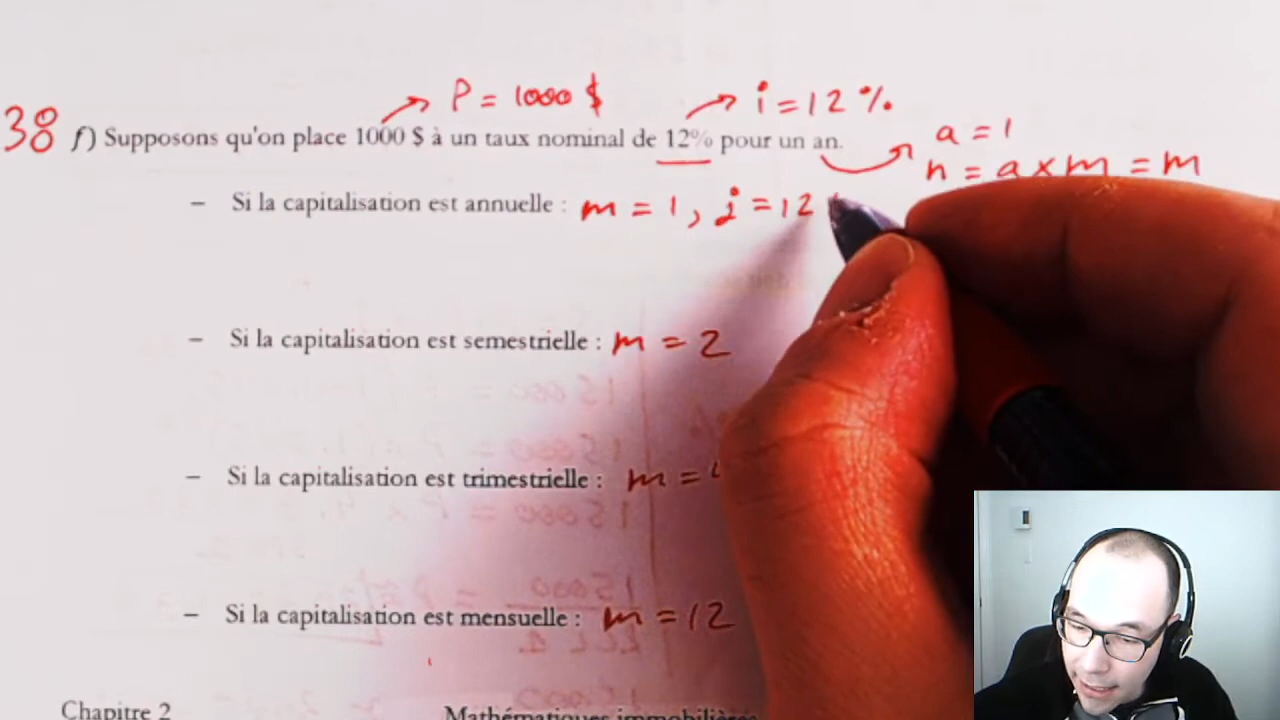 P = 1000 $
i = 12 %
38 f) Supposons qu'on place 1000 $ à un taux nominal de 12% pour un an.
a = 1
n = a x m = m
– Si la capitalisation est annuelle : m = 1, i = 12
– Si la capitalisation est semestrielle : m = 2
– Si la capitalisation est trimestrielle : m =
– Si la capitalisation est mensuelle : m = 12
Chapitre 2
Mathématiques immobilières